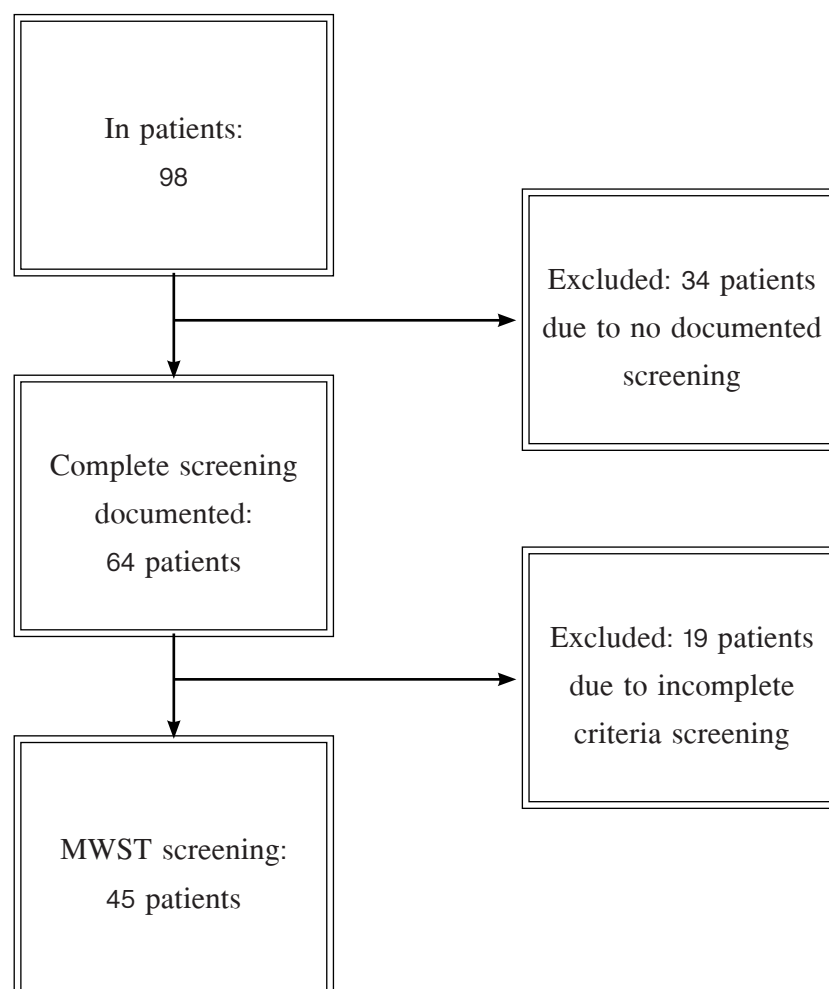 In patients:
98
Excluded: 34 patients
due to no documented
screening
Complete screening
documented:
64 patients
Excluded: 19 patients
due to incomplete
criteria screening
MWST screening:
45 patients